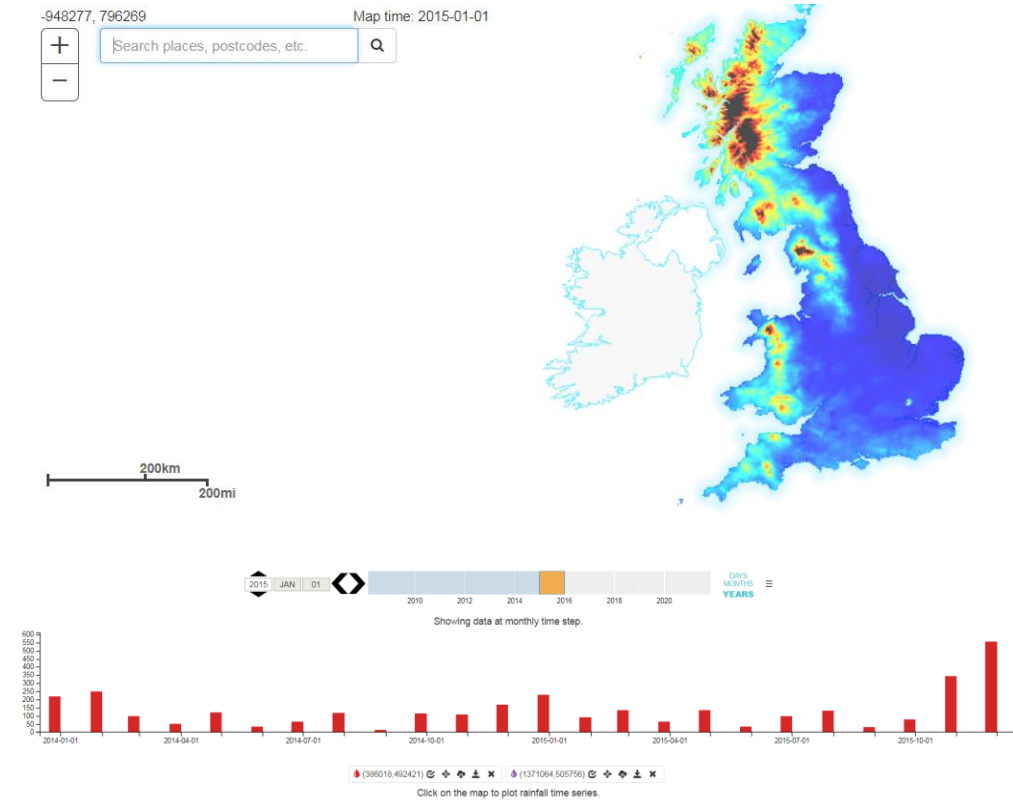 -948277, 796269
Map time: 2015-01-01
+
Search places, postcodes, etc.
−
200km
200mi
2015 JAN 01
2010 2012 2014 2016 2018 2020
DAYS
MONTHS
YEARS
Showing data at monthly time step.
600
550
500
450
400
350
300
250
200
150
100
50
0
2014-01-01 2014-04-01 2014-07-01 2014-10-01 2015-01-01 2015-04-01 2015-07-01 2015-10-01
(386018,492421) (1371064,505756)
Click on the map to plot rainfall time series.